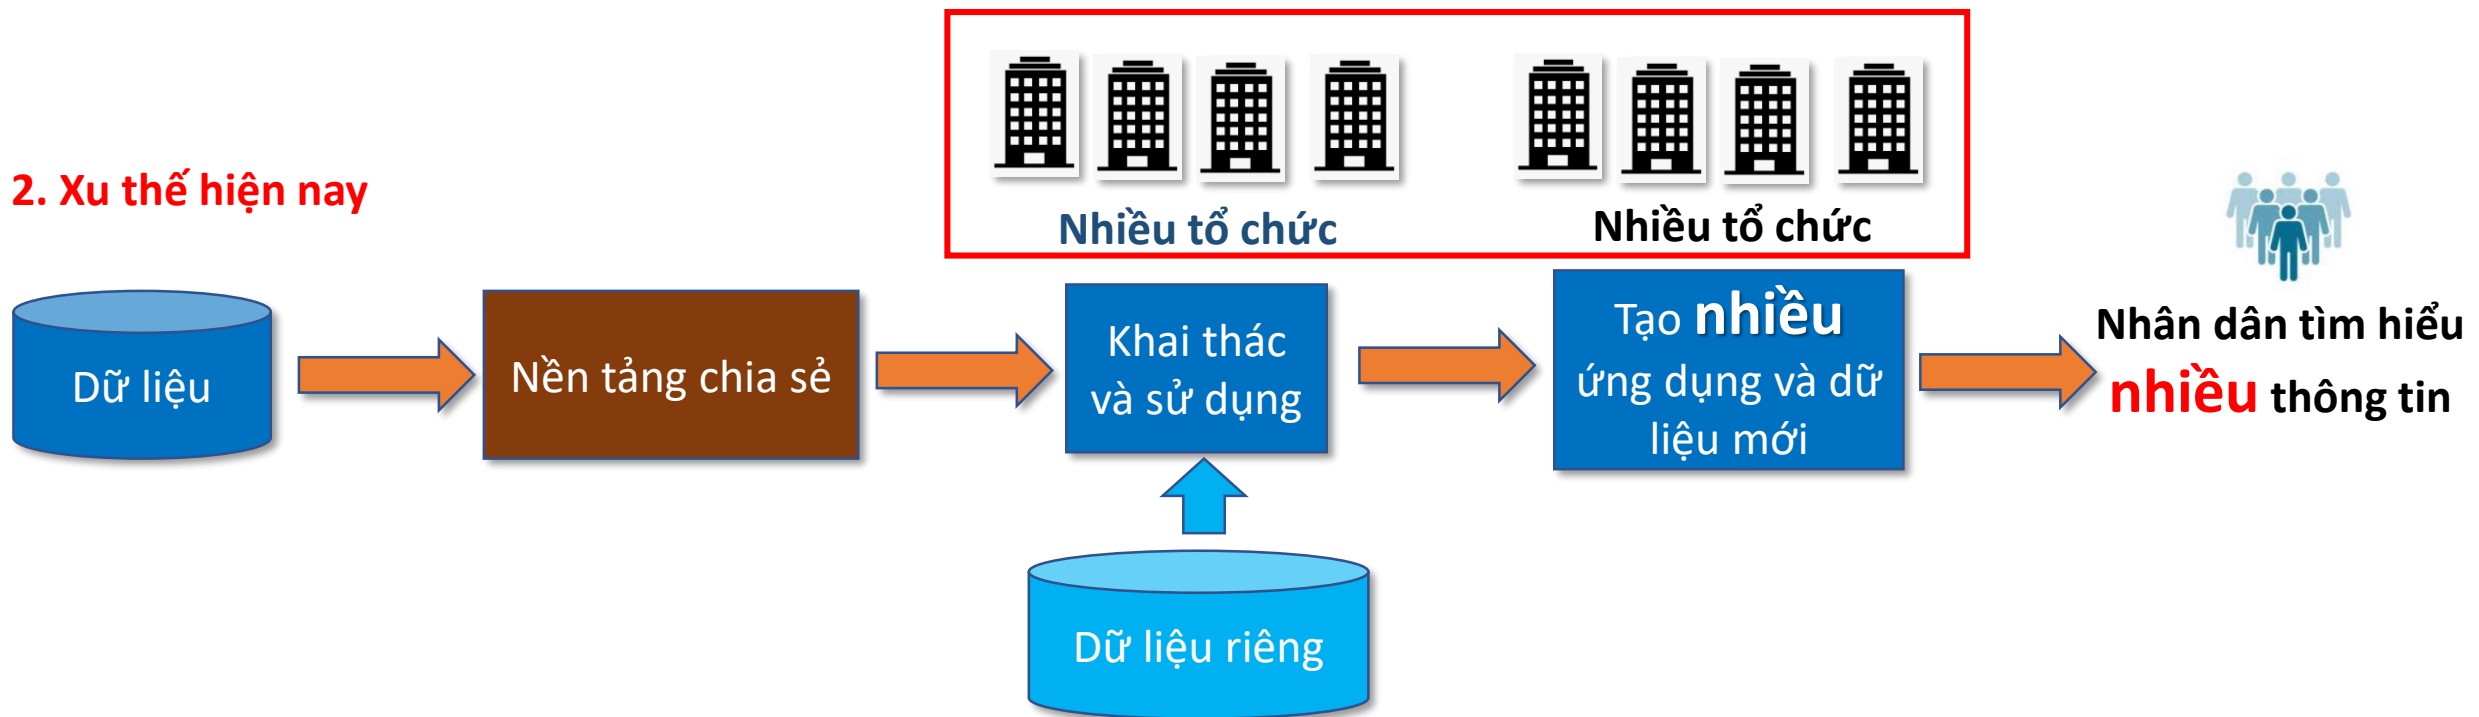 2. Xu thế hiện nay
Nhiều tổ chức
Nhiều tổ chức
Dữ liệu
Nền tảng chia sẻ
Khai thác
và sử dụng
Tạo nhiều
ứng dụng và dữ
liệu mới
Nhân dân tìm hiểu
nhiều thông tin
Dữ liệu riêng